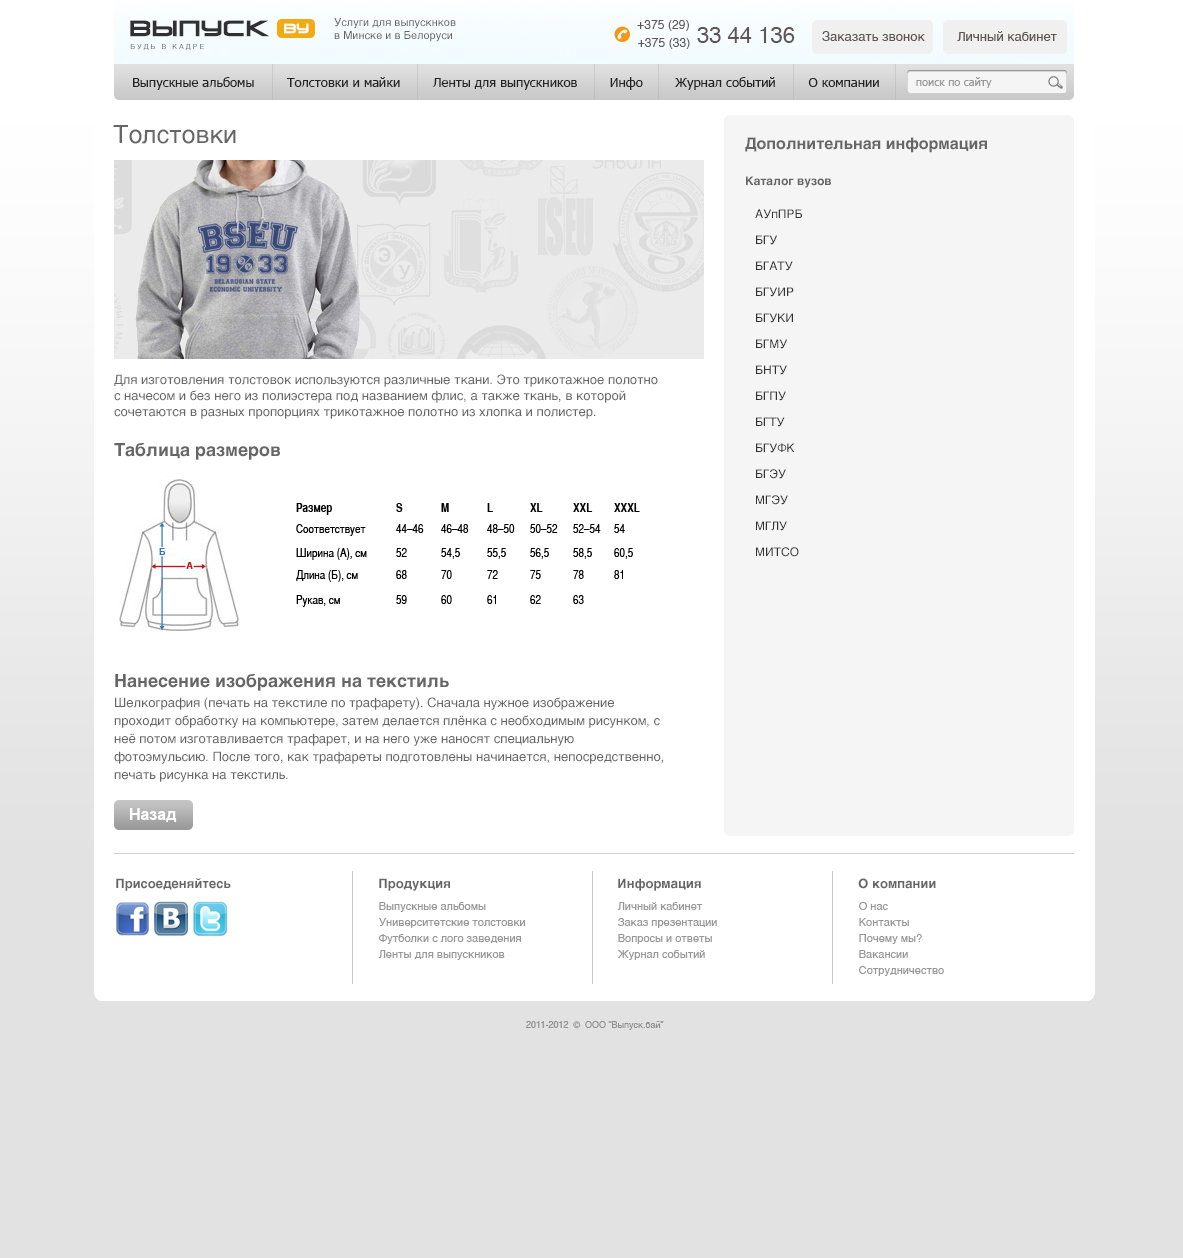 ВЫПУСК BY
БУДЬ В КАДРЕ
Услуги для выпускнков
в Минске и в Белоруси
+375 (29)
+375 (33)
33 44 136
Заказать звонок
Личный кабинет
Выпускные альбомы
Толстовки и майки
Ленты для выпускников
Инфо
Журнал событий
О компании
поиск по сайту
Толстовки
BSEU
19 33
BELARUSIAN STATE
ECONOMIC UNIVERSITY
ISEU
Для изготовления толстовок используются различные ткани. Это трикотажное полотно
с начесом и без него из полиэстера под названием флис, а также ткань, в которой
сочетаются в разных пропорциях трикотажное полотно из хлопка и полистер.
Таблица размеров
Б
А
Размер S M L XL XXL XXXL
Соответствует 44–46 46–48 48–50 50–52 52–54 54
Ширина (А), см 52 54,5 55,5 56,5 58,5 60,5
Длина (Б), см 68 70 72 75 78 81
Рукав, см 59 60 61 62 63
Нанесение изображения на текстиль
Шелкография (печать на текстиле по трафарету). Сначала нужное изображение
проходит обработку на компьютере, затем делается плёнка с необходимым рисунком, с
неё потом изготавливается трафарет, и на него уже наносят специальную
фотоэмульсию. После того, как трафареты подготовлены начинается, непосредственно,
печать рисунка на текстиль.
Назад
Дополнительная информация
Каталог вузов
АУпПРБ
БГУ
БГАТУ
БГУИР
БГУКИ
БГМУ
БНТУ
БГПУ
БГТУ
БГУФК
БГЭУ
МГЭУ
МГЛУ
МИТСО
Присоеденяйтесь
Продукция
Выпускные альбомы
Университетские толстовки
Футболки с лого заведения
Ленты для выпускников
Информация
Личный кабинет
Заказ презентации
Вопросы и ответы
Журнал событий
О компании
О нас
Контакты
Почему мы?
Вакансии
Сотрудничество
2011-2012 © ООО "Выпуск.бай"